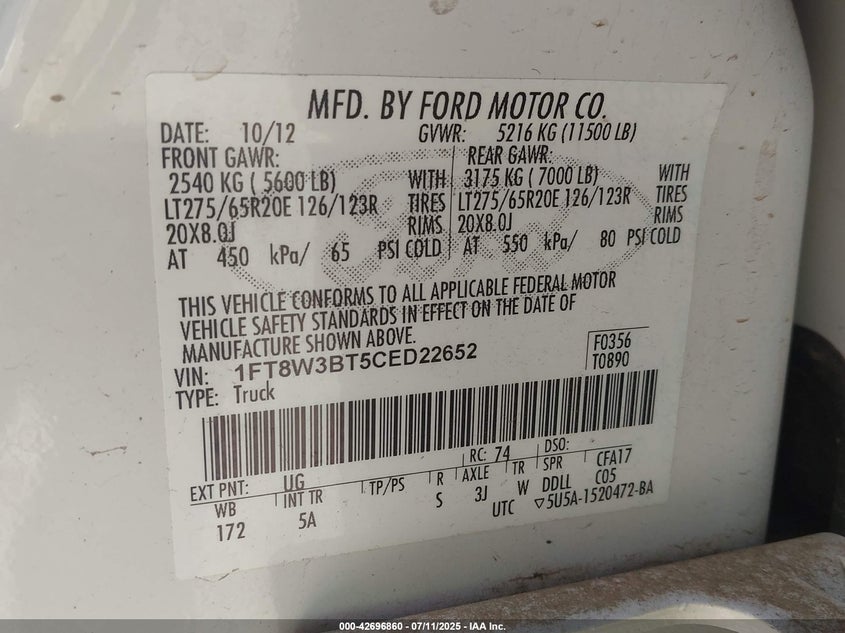 MFD. BY FORD MOTOR CO.
DATE: 10/12 GVWR: 5216 KG (11500 LB)
FRONT GAWR: REAR GAWR: WITH
2540 KG ( 5600 LB) WITH 3175 KG ( 7000 LB) TIRES
LT275/65R20E 126/123R TIRES LT275/65R20E 126/123R RIMS
20X8.0J RIMS 20X8.0J
AT 450 kPa/ 65 PSI COLD AT 550 kPa/ 80 PSI COLD
THIS VEHICLE CONFORMS TO ALL APPLICABLE FEDERAL MOTOR
VEHICLE SAFETY STANDARDS IN EFFECT ON THE DATE OF
MANUFACTURE SHOWN ABOVE.
VIN: 1FT8W3BT5CED22652 F0356
TYPE: Truck T0890
EXT PNT: UG RC: 74 DSO:
WB INT TR TP/PS R AXLE TR SPR CFA17
172 5A S 3J W DDLL C05
UTC ▽5U5A-1520472-BA
000-42696860 - 07/11/2025 - IAA Inc.